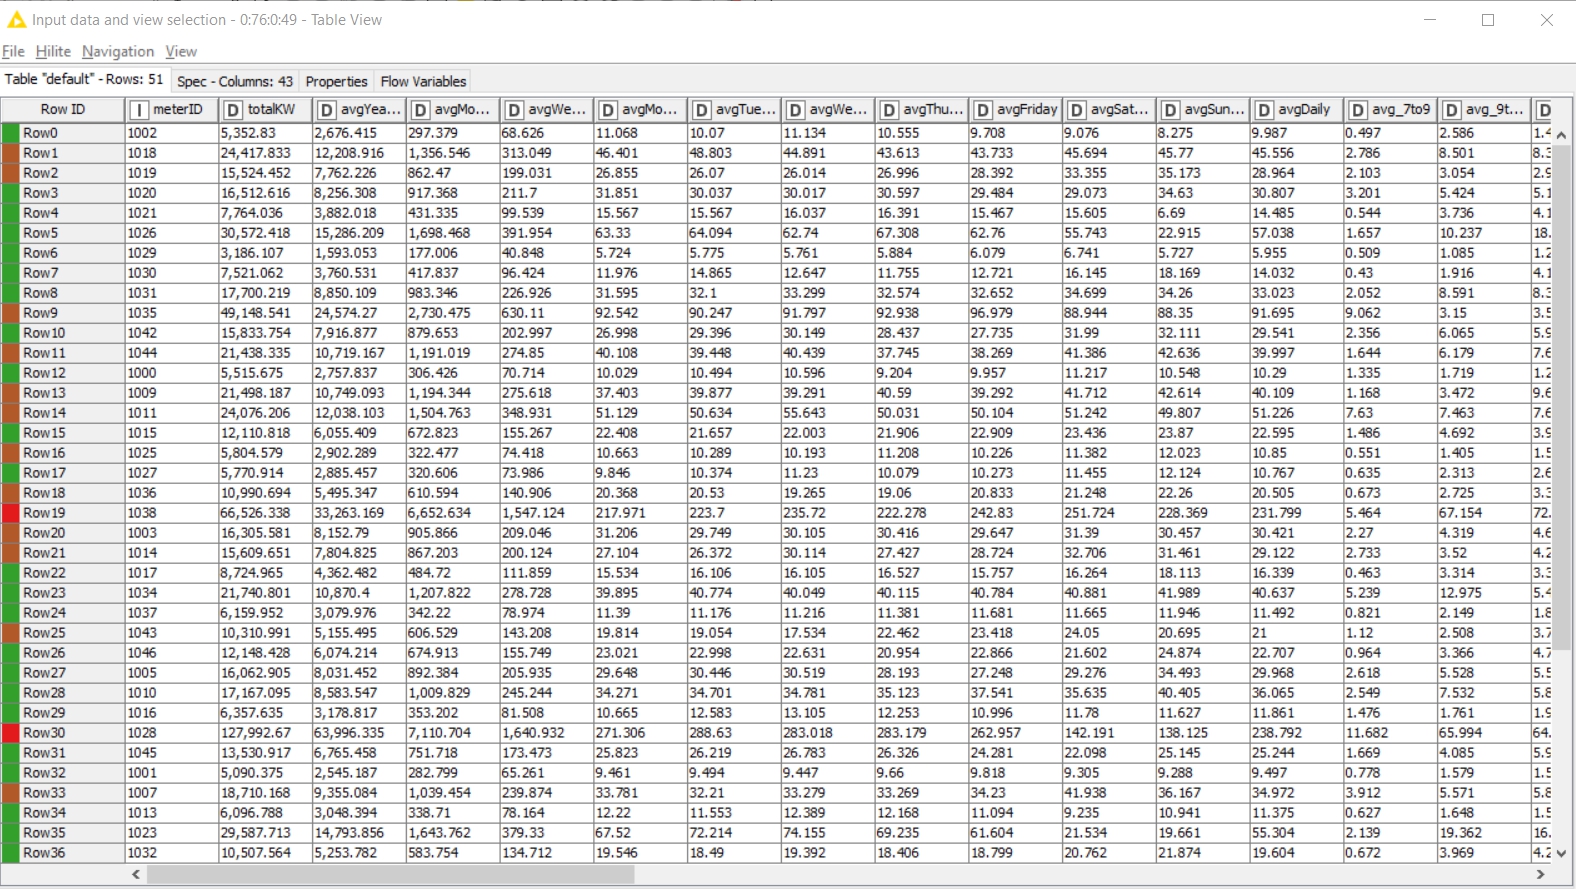 Input data and view selection - 0:76:0:49 - Table View
File Hilite Navigation View
Table "default" - Rows: 51 Spec - Columns: 43 Properties Flow Variables
Row ID I meterID D totalKW D avgYea... D avgMo... D avgWe... D avgMo... D avgTue... D avgWe... D avgThu... D avgFriday D avgSat... D avgSun... D avgDaily D avg_7to9 D avg_9t... D
Row0 1002 5,352.83 2,676.415 297.379 68.626 11.068 10.07 11.134 10.555 9.708 9.076 8.275 9.987 0.497 2.586 1.4
Row1 1018 24,417.833 12,208.916 1,356.546 313.049 46.401 48.803 44.891 43.613 43.733 45.694 45.77 45.556 2.786 8.501 8.3
Row2 1019 15,524.452 7,762.226 862.47 199.031 26.855 26.07 26.014 26.996 28.392 33.355 35.173 28.964 2.103 3.054 2.9
Row3 1020 16,512.616 8,256.308 917.368 211.7 31.851 30.037 30.017 30.597 29.484 29.073 34.63 30.807 3.201 5.424 5.1
Row4 1021 7,764.036 3,882.018 431.335 99.539 15.567 15.567 16.037 16.391 15.467 15.605 6.69 14.485 0.544 3.736 4.1
Row5 1026 30,572.418 15,286.209 1,698.468 391.954 63.33 64.094 62.74 67.308 62.76 55.743 22.915 57.038 1.657 10.237 18.
Row6 1029 3,186.107 1,593.053 177.006 40.848 5.724 5.775 5.761 5.884 6.079 6.741 5.727 5.955 0.509 1.085 1.2
Row7 1030 7,521.062 3,760.531 417.837 96.424 11.976 14.865 12.647 11.755 12.721 16.145 18.169 14.032 0.43 1.916 4.1
Row8 1031 17,700.219 8,850.109 983.346 226.926 31.595 32.1 33.299 32.574 32.652 34.699 34.26 33.023 2.052 8.591 8.3
Row9 1035 49,148.541 24,574.27 2,730.475 630.11 92.542 90.247 91.797 92.938 96.979 88.944 88.35 91.695 9.062 3.15 3.5
Row10 1042 15,833.754 7,916.877 879.653 202.997 26.998 29.396 30.149 28.437 27.735 31.99 32.111 29.541 2.356 6.065 5.9
Row11 1044 21,438.335 10,719.167 1,191.019 274.85 40.108 39.448 40.439 37.745 38.269 41.386 42.636 39.997 1.644 6.179 7.6
Row12 1000 5,515.675 2,757.837 306.426 70.714 10.029 10.494 10.596 9.204 9.957 11.217 10.548 10.29 1.335 1.719 1.2
Row13 1009 21,498.187 10,749.093 1,194.344 275.618 37.403 39.877 39.291 40.59 39.292 41.712 42.614 40.109 1.168 3.472 9.6
Row14 1011 24,076.206 12,038.103 1,504.763 348.931 51.129 50.634 55.643 50.031 50.104 51.242 49.807 51.226 7.63 7.463 7.6
Row15 1015 12,110.818 6,055.409 672.823 155.267 22.408 21.657 22.003 21.906 22.909 23.436 23.87 22.595 1.486 4.692 3.9
Row16 1025 5,804.579 2,902.289 322.477 74.418 10.663 10.289 10.193 11.208 10.226 11.382 12.023 10.85 0.551 1.405 1.5
Row17 1027 5,770.914 2,885.457 320.606 73.986 9.846 10.374 11.23 10.079 10.273 11.455 12.124 10.767 0.635 2.313 2.6
Row18 1036 10,990.694 5,495.347 610.594 140.906 20.368 20.53 19.265 19.06 20.833 21.248 22.26 20.505 0.673 2.725 3.3
Row19 1038 66,526.338 33,263.169 6,652.634 1,547.124 217.971 223.7 235.72 222.278 242.83 251.724 228.369 231.799 5.464 67.154 72.
Row20 1003 16,305.581 8,152.79 905.866 209.046 31.206 29.749 30.105 30.416 29.647 31.39 30.457 30.421 2.27 4.319 4.6
Row21 1014 15,609.651 7,804.825 867.203 200.124 27.104 26.372 30.114 27.427 28.724 32.706 31.461 29.122 2.733 3.52 4.2
Row22 1017 8,724.965 4,362.482 484.72 111.859 15.534 16.106 16.105 16.527 15.757 16.264 18.113 16.339 0.463 3.314 3.3
Row23 1034 21,740.801 10,870.4 1,207.822 278.728 39.895 40.774 40.049 40.115 40.784 40.881 41.989 40.637 5.239 12.975 5.4
Row24 1037 6,159.952 3,079.976 342.22 78.974 11.39 11.176 11.216 11.381 11.681 11.665 11.946 11.492 0.821 2.149 1.8
Row25 1043 10,310.991 5,155.495 606.529 143.208 19.814 19.054 17.534 22.462 23.418 24.05 20.695 21 1.12 2.508 3.7
Row26 1046 12,148.428 6,074.214 674.913 155.749 23.021 22.998 22.631 20.954 22.866 21.602 24.874 22.707 0.964 3.366 4.7
Row27 1005 16,062.905 8,031.452 892.384 205.935 29.648 30.446 30.519 28.193 27.248 29.276 34.493 29.968 2.618 5.528 5.5
Row28 1010 17,167.095 8,583.547 1,009.829 245.244 34.271 34.701 34.781 35.123 37.541 35.635 40.405 36.065 2.549 7.532 5.8
Row29 1016 6,357.635 3,178.817 353.202 81.508 10.665 12.583 13.105 12.253 10.996 11.78 11.627 11.861 1.476 1.761 1.9
Row30 1028 127,992.67 63,996.335 7,110.704 1,640.932 271.306 288.63 283.018 283.179 262.957 142.191 138.125 238.792 11.682 65.994 64.
Row31 1045 13,530.917 6,765.458 751.718 173.473 25.823 26.219 26.783 26.326 24.281 22.098 25.145 25.244 1.669 4.085 5.9
Row32 1001 5,090.375 2,545.187 282.799 65.261 9.461 9.494 9.447 9.66 9.818 9.305 9.288 9.497 0.778 1.579 1.5
Row33 1007 18,710.168 9,355.084 1,039.454 239.874 33.781 32.21 33.279 33.269 34.23 41.938 36.167 34.972 3.912 5.571 5.8
Row34 1013 6,096.788 3,048.394 338.71 78.164 12.22 11.553 12.389 12.168 11.094 9.235 10.941 11.375 0.627 1.648 1.5
Row35 1023 29,587.713 14,793.856 1,643.762 379.33 67.52 72.214 74.155 69.235 61.604 21.534 19.661 55.304 2.139 19.362 16.
Row36 1032 10,507.564 5,253.782 583.754 134.712 19.546 18.49 19.392 18.406 18.799 20.762 21.874 19.604 0.672 3.969 4.2